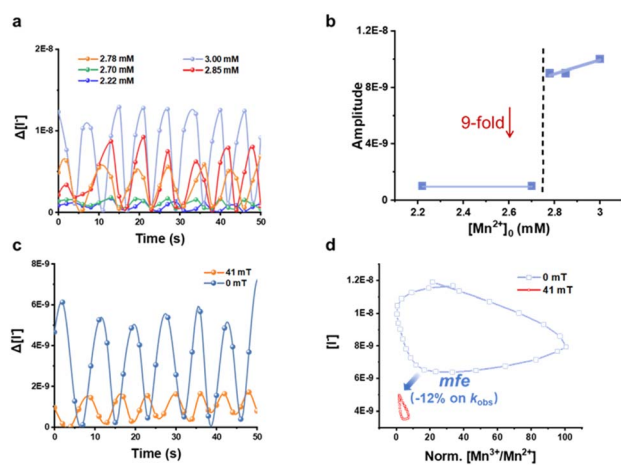 a
2E-8
1E-8
0
Δ[I⁻]
2.78 mM
2.70 mM
2.22 mM
3.00 mM
2.85 mM
0 10 20 30 40 50
Time (s)
b
1.2E-8
8E-9
4E-9
0
Amplitude
9-fold
2.2 2.4 2.6 2.8 3
[Mn²⁺]₀ (mM)
c
8E-9
6E-9
4E-9
2E-9
0
Δ[I⁻]
41 mT
0 mT
0 10 20 30 40 50
Time (s)
d
1.2E-8
1E-8
8E-9
6E-9
4E-9
[I⁻]
0 mT
41 mT
mfe
(-12% on k_obs)
0 20 40 60 80 100
Norm. [Mn³⁺/Mn²⁺]